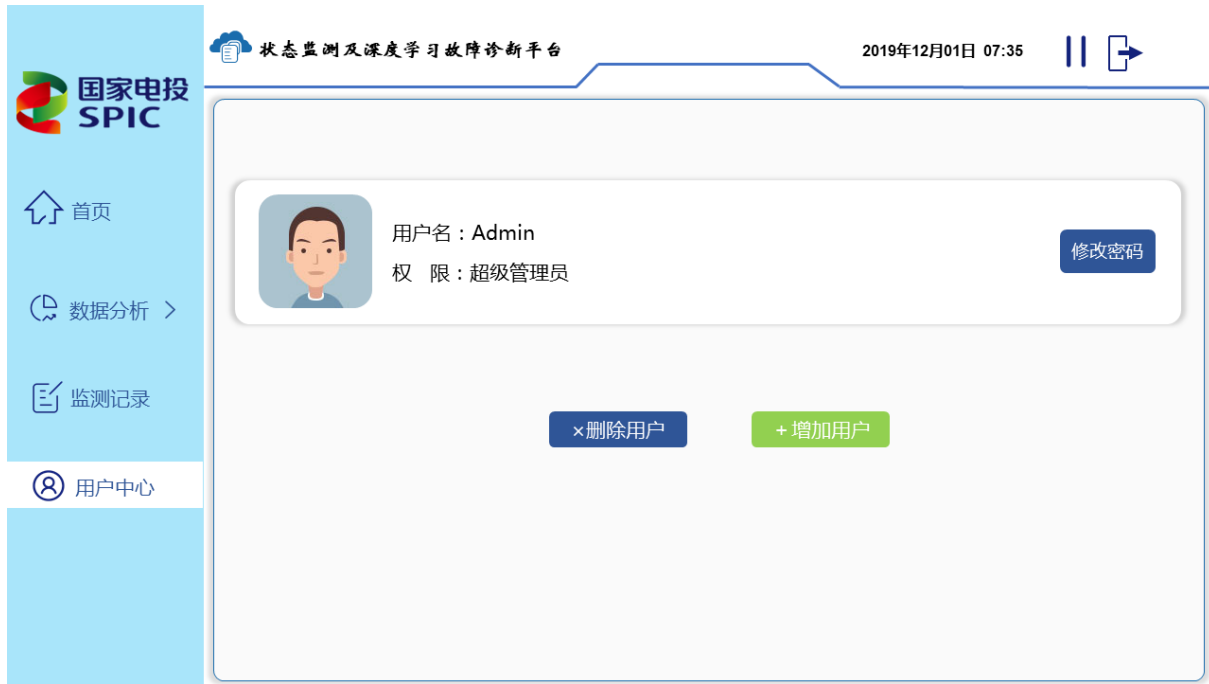 状态监测及深度学习故障诊断平台
2019年12月01日 07:35
国家电投
SPIC
首页
数据分析 >
监测记录
用户中心
用户名：Admin
权 限：超级管理员
修改密码
×删除用户
+增加用户